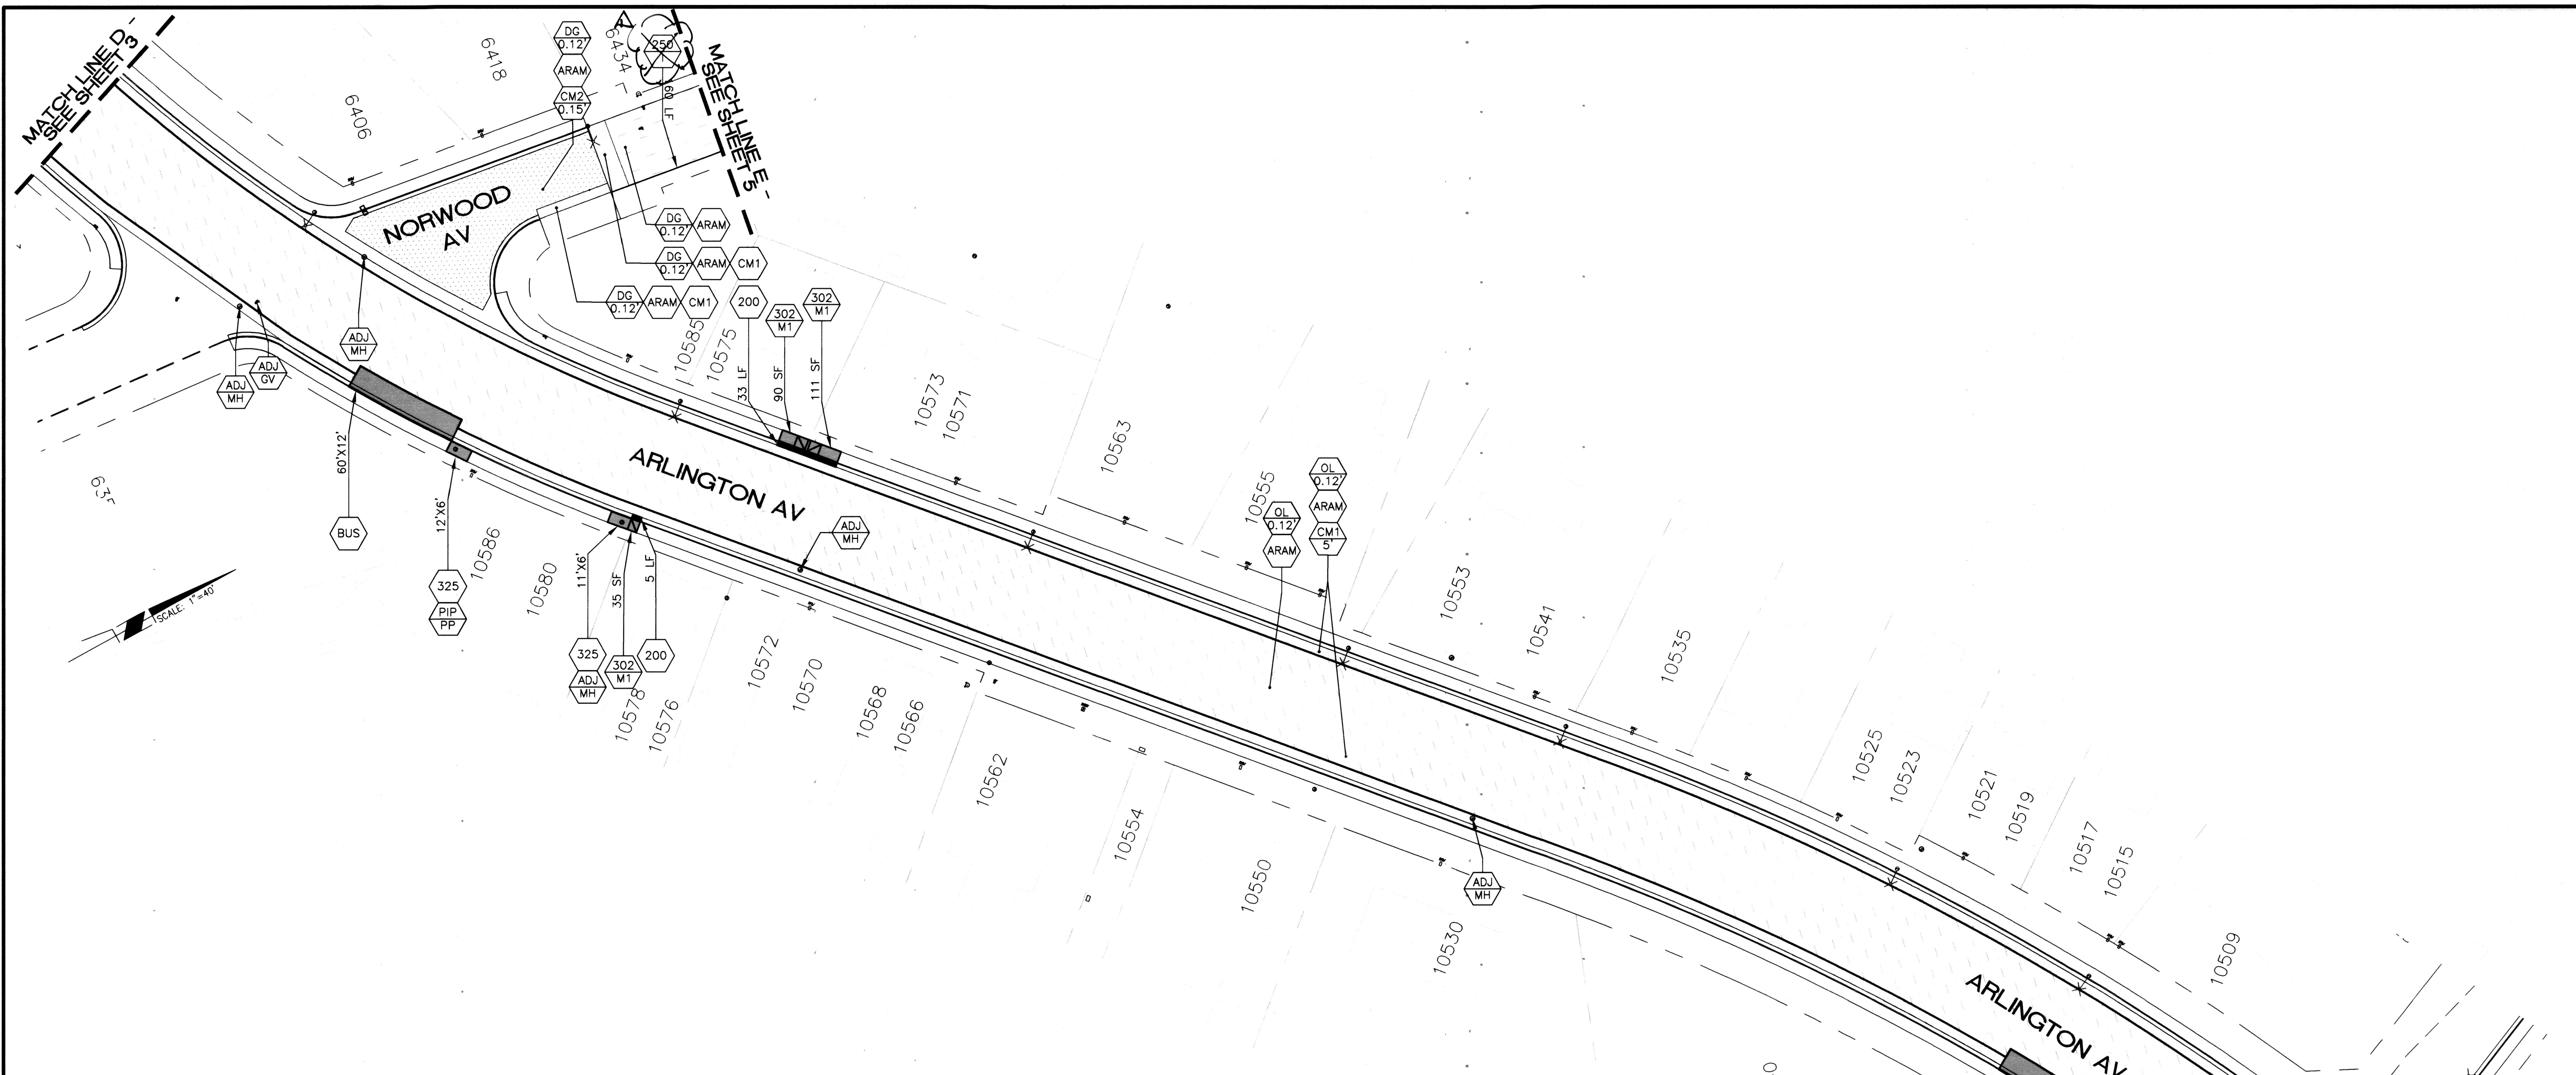 MATCH LINE D -
SEE SHEET 3
6418
6406
6434
DG
0.12'
ARAM
CM2
0.15'
250
60 LF
MATCH LINE E -
SEE SHEET 5
NORWOOD
AV
DG
0.12'
ARAM
DG
0.12'
ARAM
CM1
DG
0.12'
ARAM
CM1
200
302
M1
302
M1
33 LF
90 SF
111 SF
ADJ
MH
ADJ
GV
ADJ
MH
10585
10575
10573
10571
10563
10555
10553
10541
10535
10525
10523
10521
10519
10517
10515
10509
ARLINGTON AV
60'X12'
BUS
12'X6'
325
PIP
PP
SCALE: 1"=40'
10586
10580
11'X6'
35 SF
5 LF
325
ADJ
MH
302
M1
200
10578
10576
10572
10570
10568
10566
10562
10554
10550
10530
ADJ
MH
OL
0.12'
ARAM
OL
0.12'
ARAM
CM1
5'
ADJ
MH
ARLINGTON AV